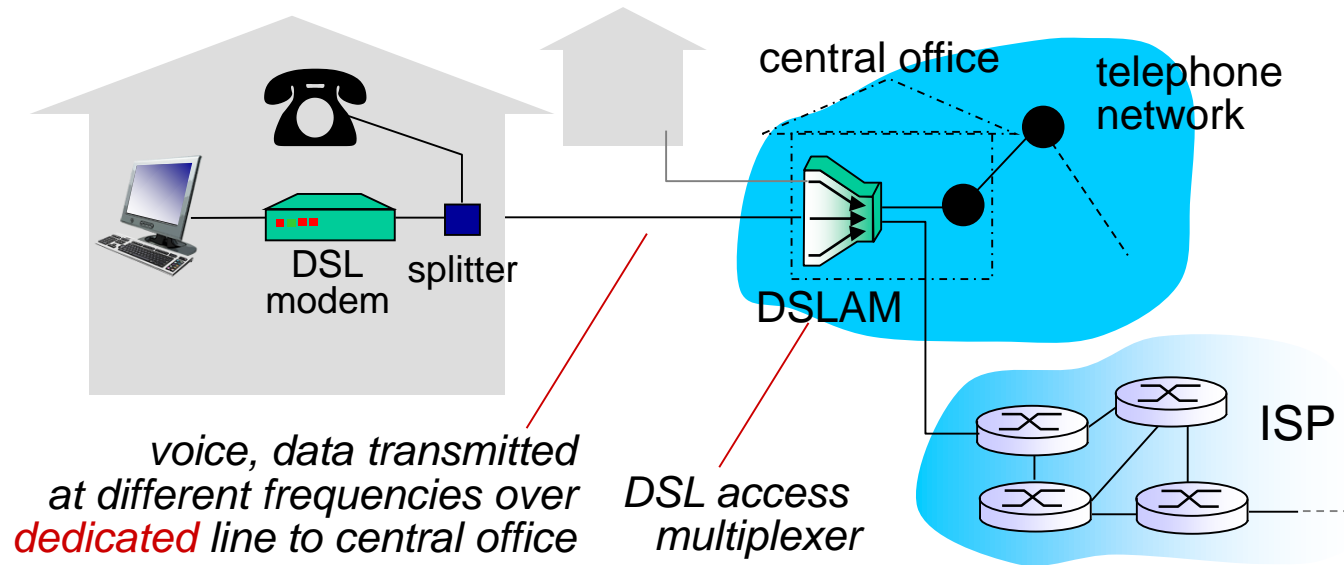 central office
telephone
network
DSL
modem
splitter
DSLAM
ISP
voice, data transmitted
at different frequencies over
dedicated line to central office
DSL access
multiplexer